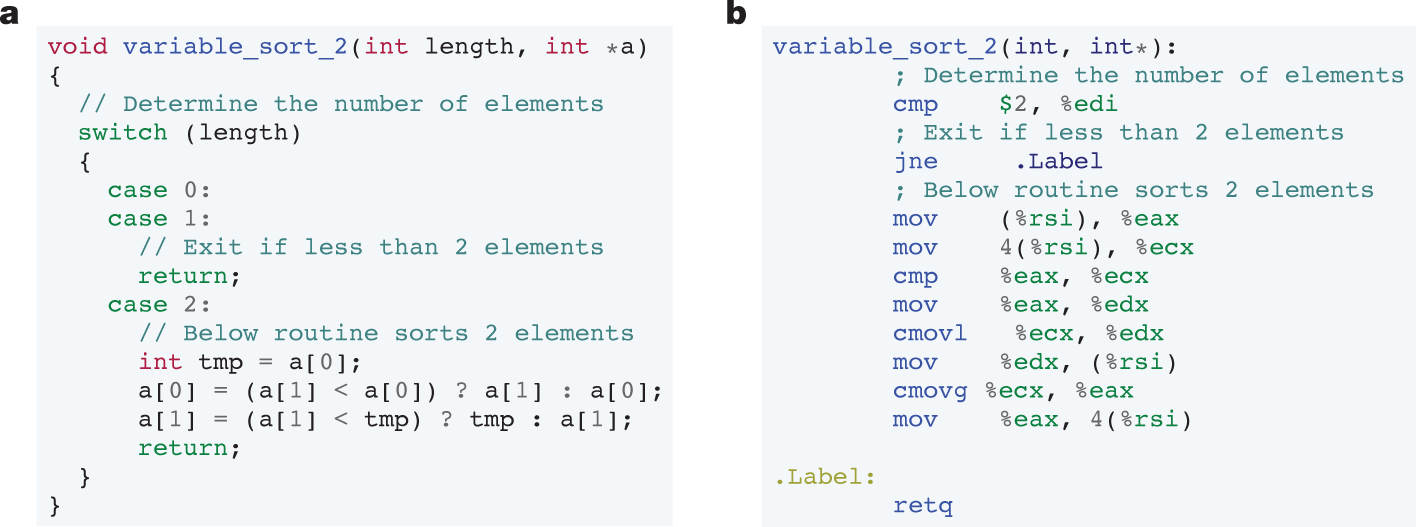 a
void variable_sort_2(int length, int *a)
{
  // Determine the number of elements
  switch (length)
  {
    case 0:
    case 1:
      // Exit if less than 2 elements
      return;
    case 2:
      // Below routine sorts 2 elements
      int tmp = a[0];
      a[0] = (a[1] < a[0]) ? a[1] : a[0];
      a[1] = (a[1] < tmp) ? tmp : a[1];
      return;
  }
}
b
variable_sort_2(int, int*):
        ; Determine the number of elements
        cmp    $2, %edi
        ; Exit if less than 2 elements
        jne     .Label
        ; Below routine sorts 2 elements
        mov    (%rsi), %eax
        mov    4(%rsi), %ecx
        cmp    %eax, %ecx
        mov    %eax, %edx
        cmovl   %ecx, %edx
        mov    %edx, (%rsi)
        cmovg %ecx, %eax
        mov    %eax, 4(%rsi)
.Label:
        retq